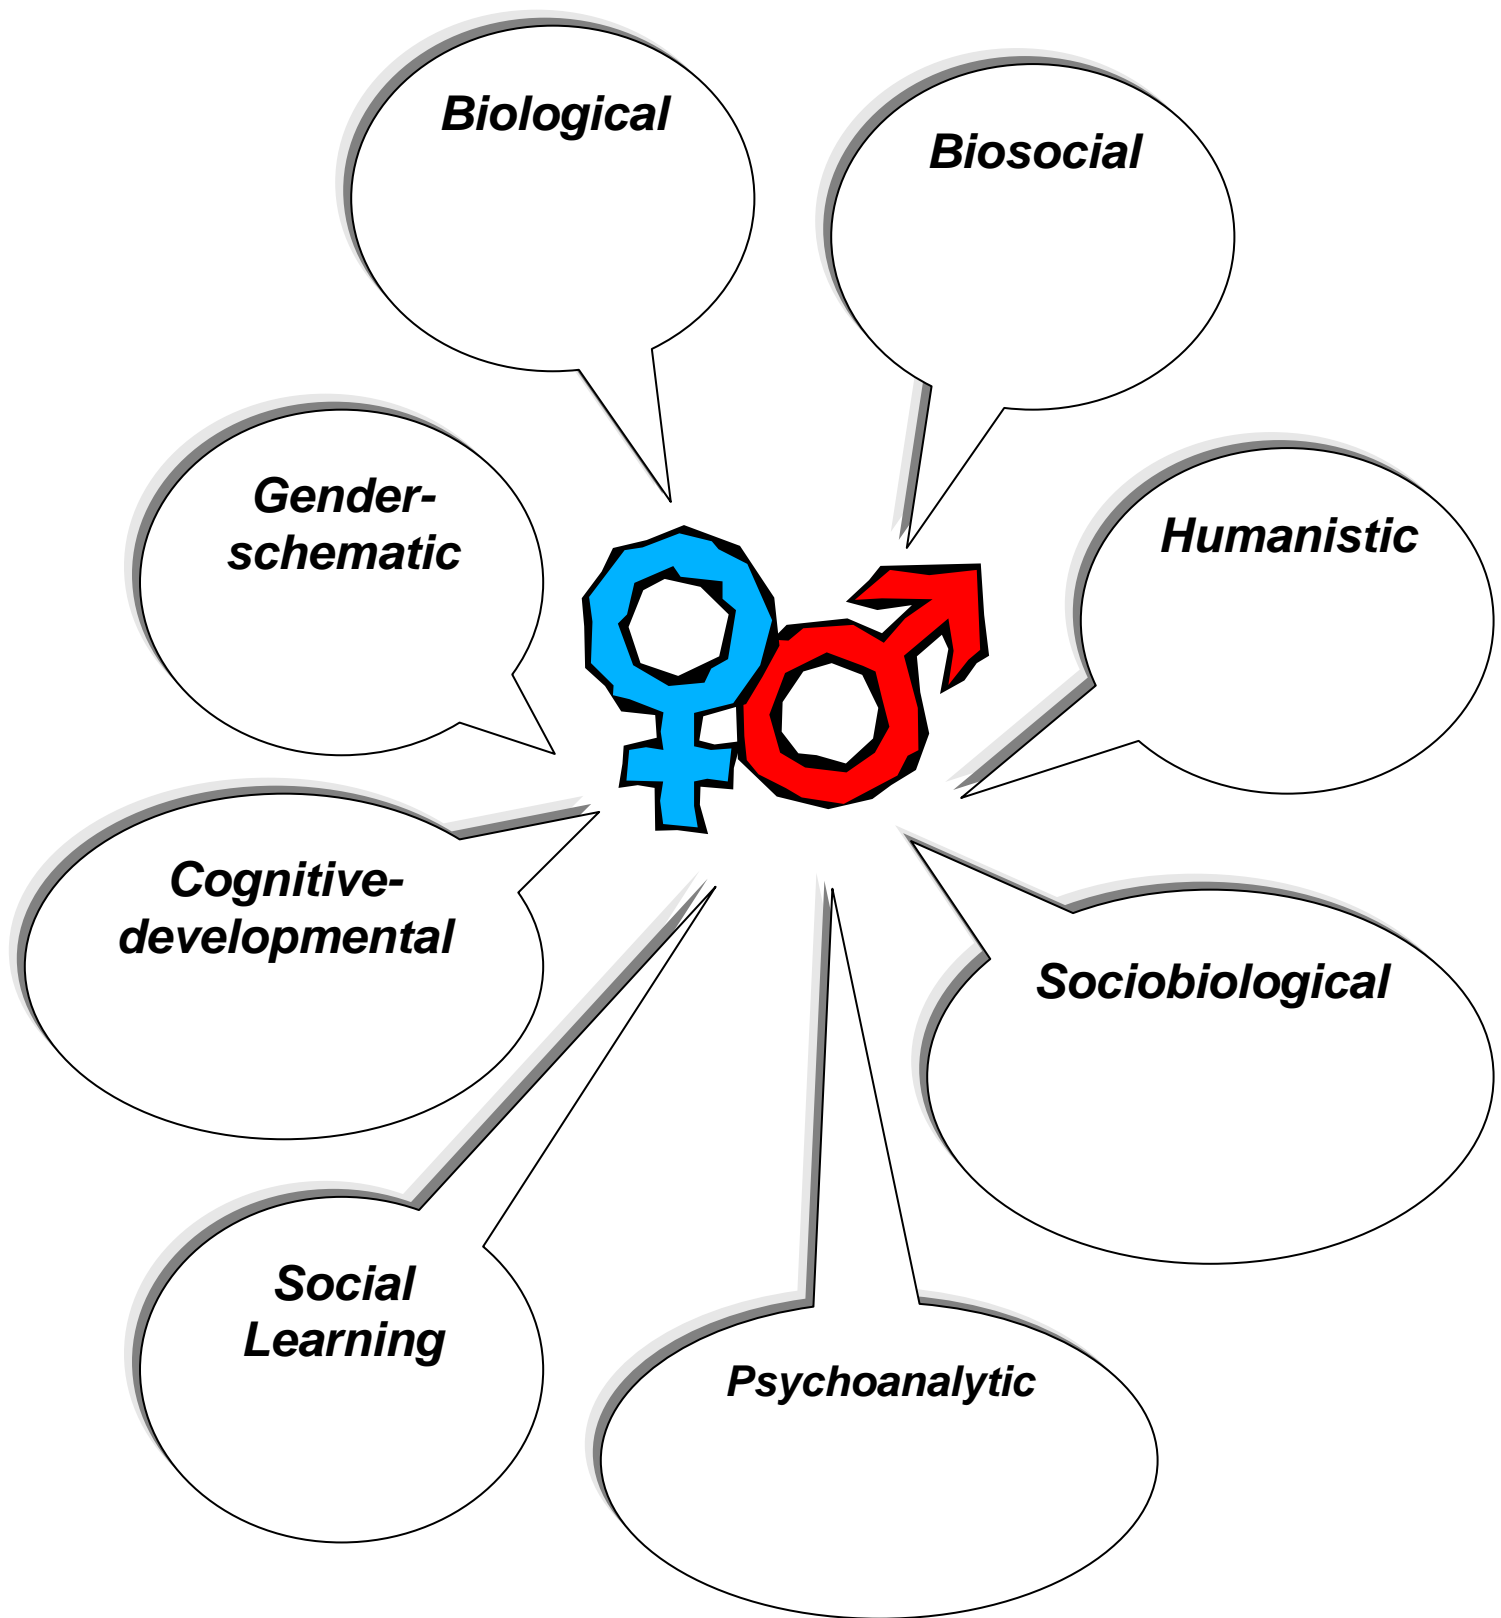 Biological
Biosocial
Gender-
schematic
Humanistic
Cognitive-
developmental
Sociobiological
Social
Learning
Psychoanalytic